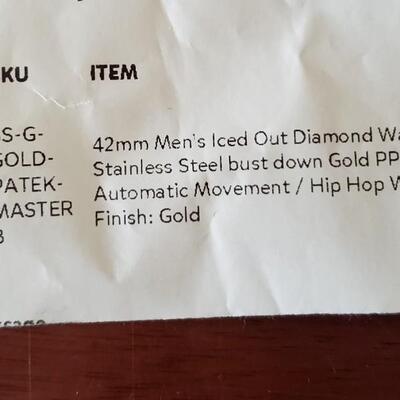 KU ITEM
S-G-
GOLD-
PATEK-
MASTER
42mm Men's Iced Out Diamond Wa
Stainless Steel bust down Gold PP
Automatic Movement / Hip Hop W
Finish: Gold